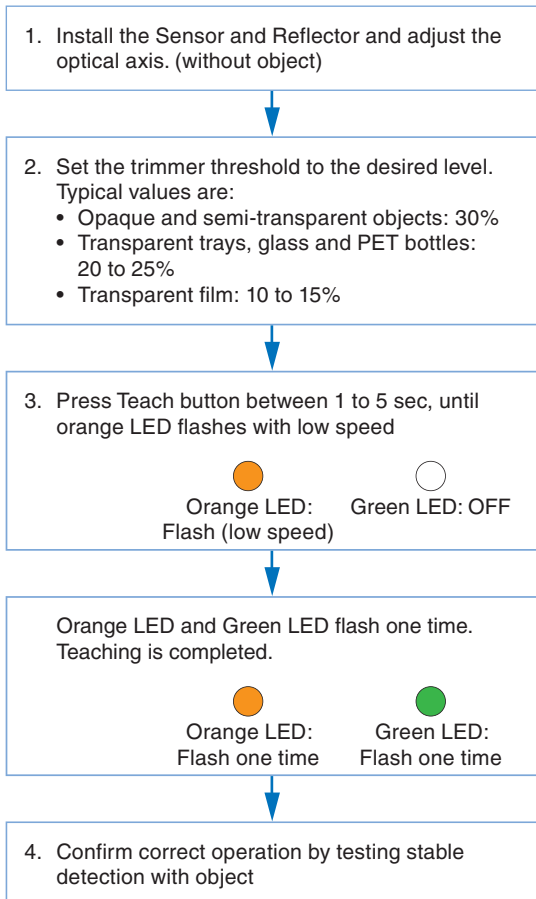 1. Install the Sensor and Reflector and adjust the
optical axis. (without object)
2. Set the trimmer threshold to the desired level.
Typical values are:
• Opaque and semi-transparent objects: 30%
• Transparent trays, glass and PET bottles:
20 to 25%
• Transparent film: 10 to 15%
3. Press Teach button between 1 to 5 sec, until
orange LED flashes with low speed
Orange LED: Green LED: OFF
Flash (low speed)
Orange LED and Green LED flash one time.
Teaching is completed.
Orange LED: Green LED:
Flash one time Flash one time
4. Confirm correct operation by testing stable
detection with object